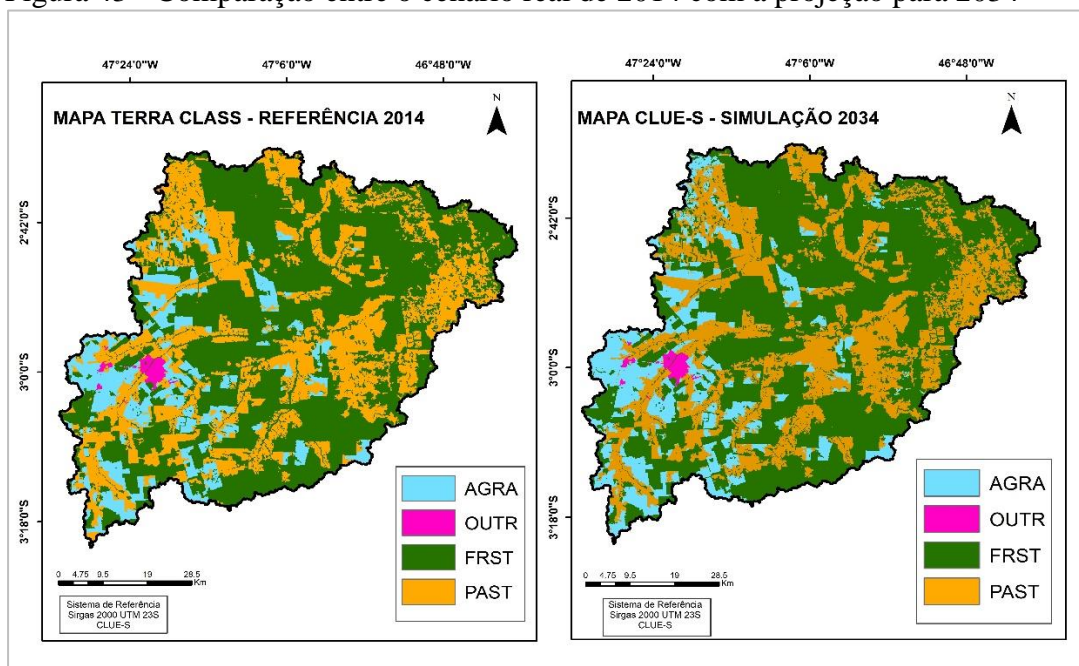 Figura 43 - Comparação entre o cenário real de 2014 com a projeção para 2034
47°24'0"W
47°6'0"W
46°48'0"W
MAPA TERRA CLASS - REFERÊNCIA 2014
N
2°42'0"S
3°0'0"S
3°18'0"S
AGRA
OUTR
FRST
PAST
0 4.75 9.5 19 28.5
Km
Sistema de Referência
Sirgas 2000 UTM 23S
CLUE-S
47°24'0"W
47°6'0"W
46°48'0"W
MAPA CLUE-S - SIMULAÇÃO 2034
N
2°42'0"S
3°0'0"S
3°18'0"S
AGRA
OUTR
FRST
PAST
0 4.75 9.5 19 28.5
Km
Sistema de Referência
Sirgas 2000 UTM 23S
CLUE-S